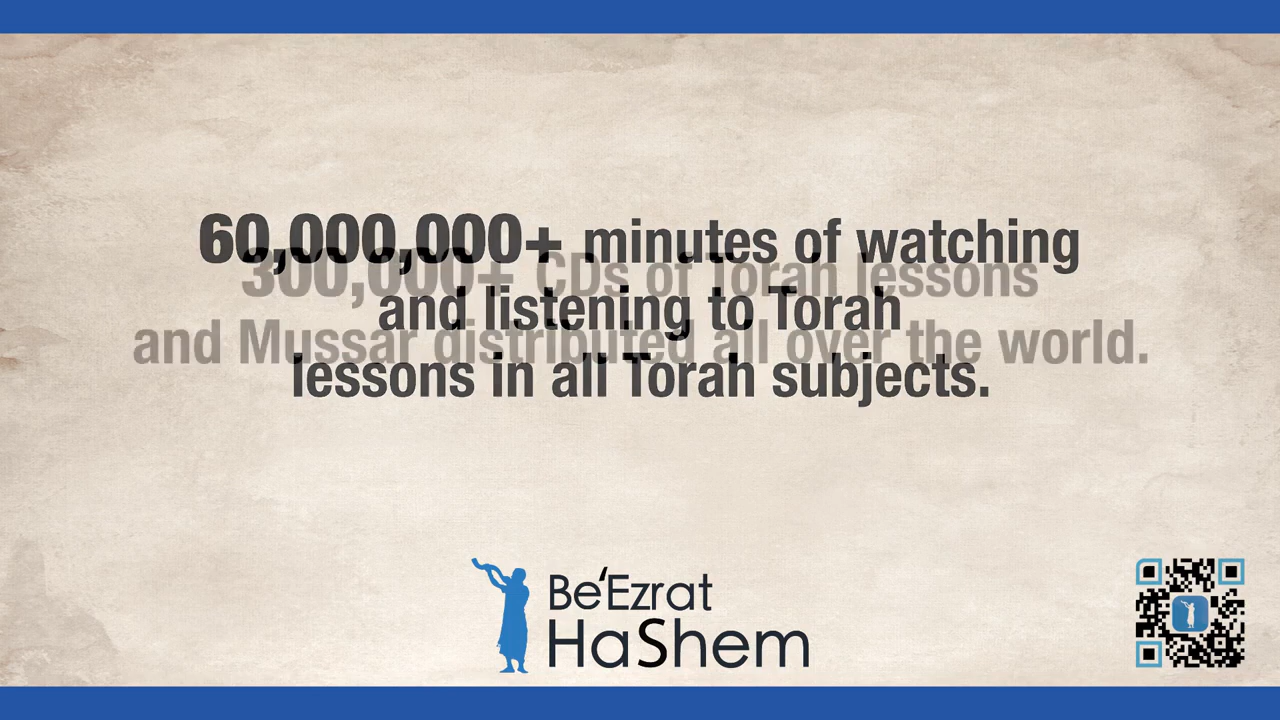 60,000,000+ minutes of watching
300,000+ CDs of Torah lessons
and listening to Torah
and Mussar distributed all over the world.
lessons in all Torah subjects.
Be'Ezrat
HaShem